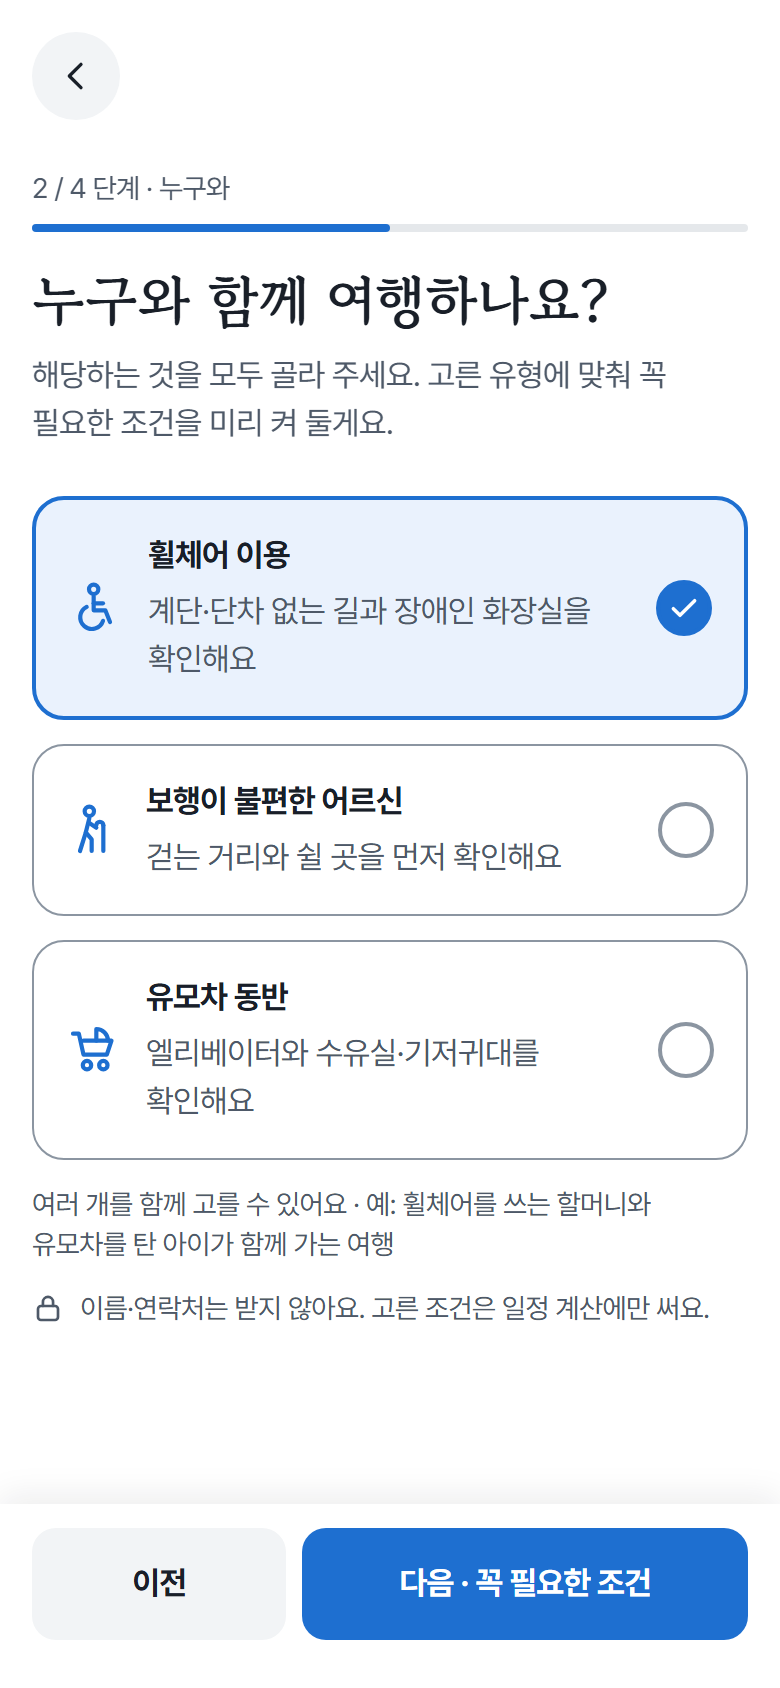 2 / 4 단계 · 누구와
누구와 함께 여행하나요?
해당하는 것을 모두 골라 주세요. 고른 유형에 맞춰 꼭
필요한 조건을 미리 켜 둘게요.
휠체어 이용
계단·단차 없는 길과 장애인 화장실을
확인해요
보행이 불편한 어르신
걷는 거리와 쉴 곳을 먼저 확인해요
유모차 동반
엘리베이터와 수유실·기저귀대를
확인해요
여러 개를 함께 고를 수 있어요 · 예: 휠체어를 쓰는 할머니와
유모차를 탄 아이가 함께 가는 여행
이름·연락처는 받지 않아요. 고른 조건은 일정 계산에만 써요.
이전
다음 · 꼭 필요한 조건